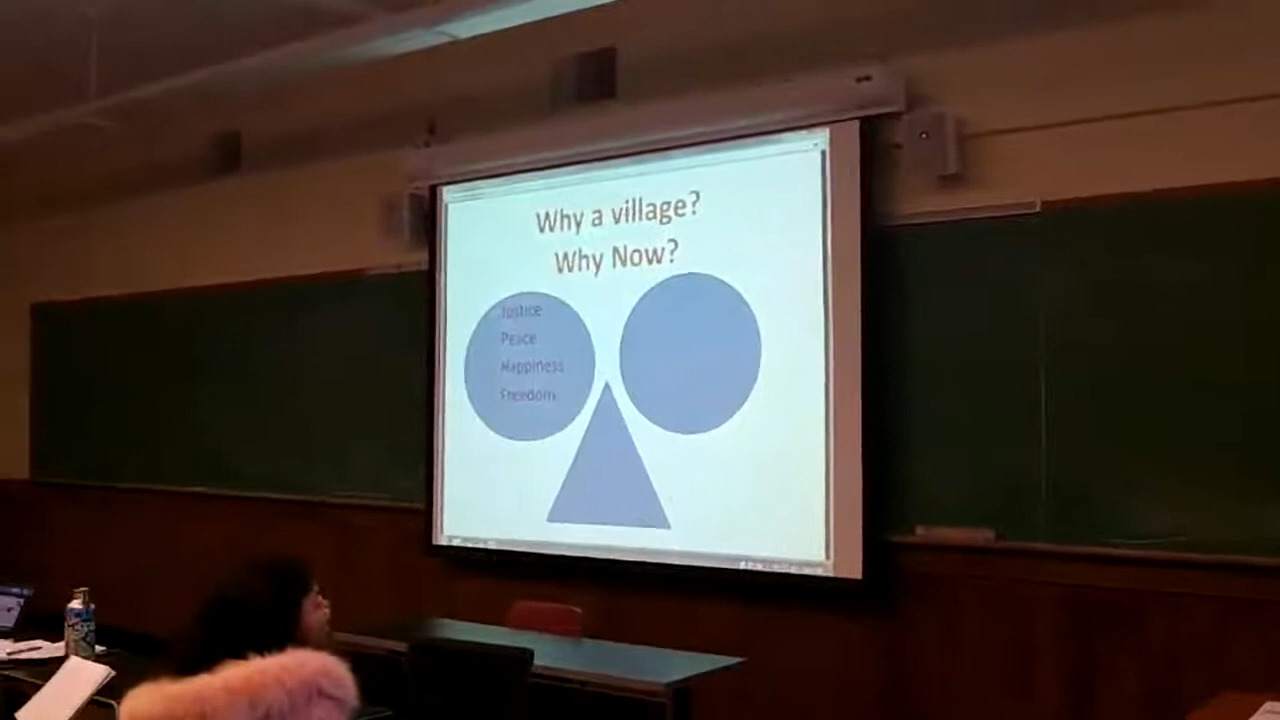 Why a village?
Why Now?
Justice
Peace
Happiness
Freedom